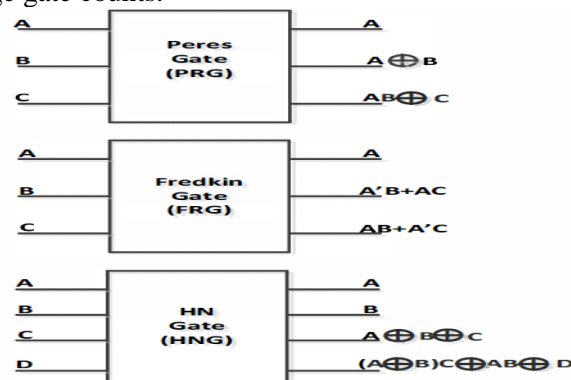 ge gate counts.
A Peres A
B Gate A⊕B
C (PRG) AB⊕C
A Fredkin A
B Gate A'B+AC
C (FRG) AB+A'C
A HN A
B Gate B
C (HNG) A⊕B⊕C
D (A⊕B)C⊕AB⊕D